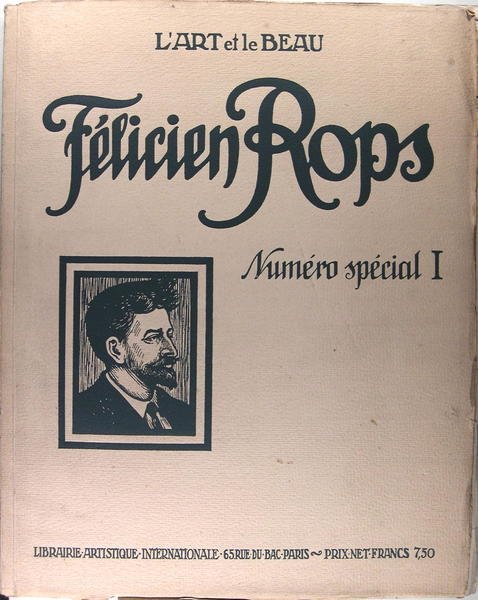 L'ART et le BEAU
Félicien Rops
Numéro spécial I
LIBRAIRIE·ARTISTIQUE·INTERNATIONALE·65·RUE·DU·BAC·PARIS ~ PRIX·NET·FRANCS 7,50